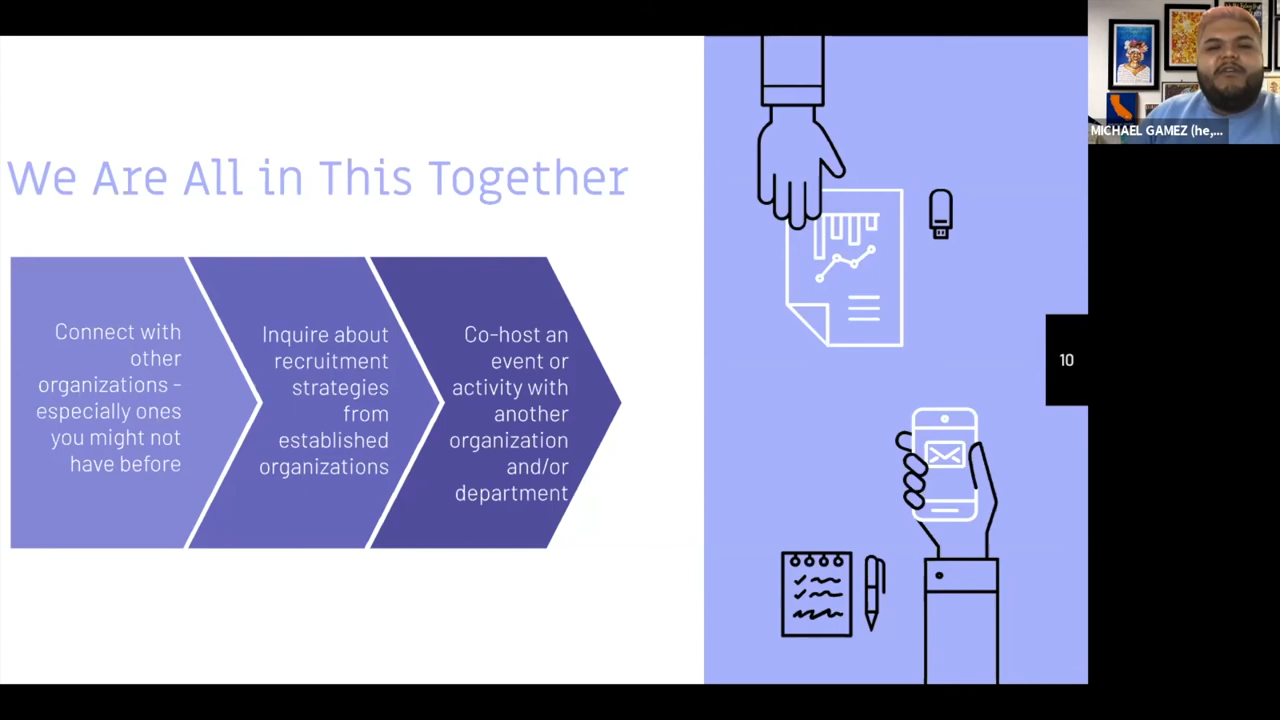 We Are All in This Together
Connect with
other
organizations -
especially ones
you might not
have before
Inquire about
recruitment
strategies
from
established
organizations
Co-host an
event or
activity with
another
organization
and/or
department
10
MICHAEL GAMEZ (he,...